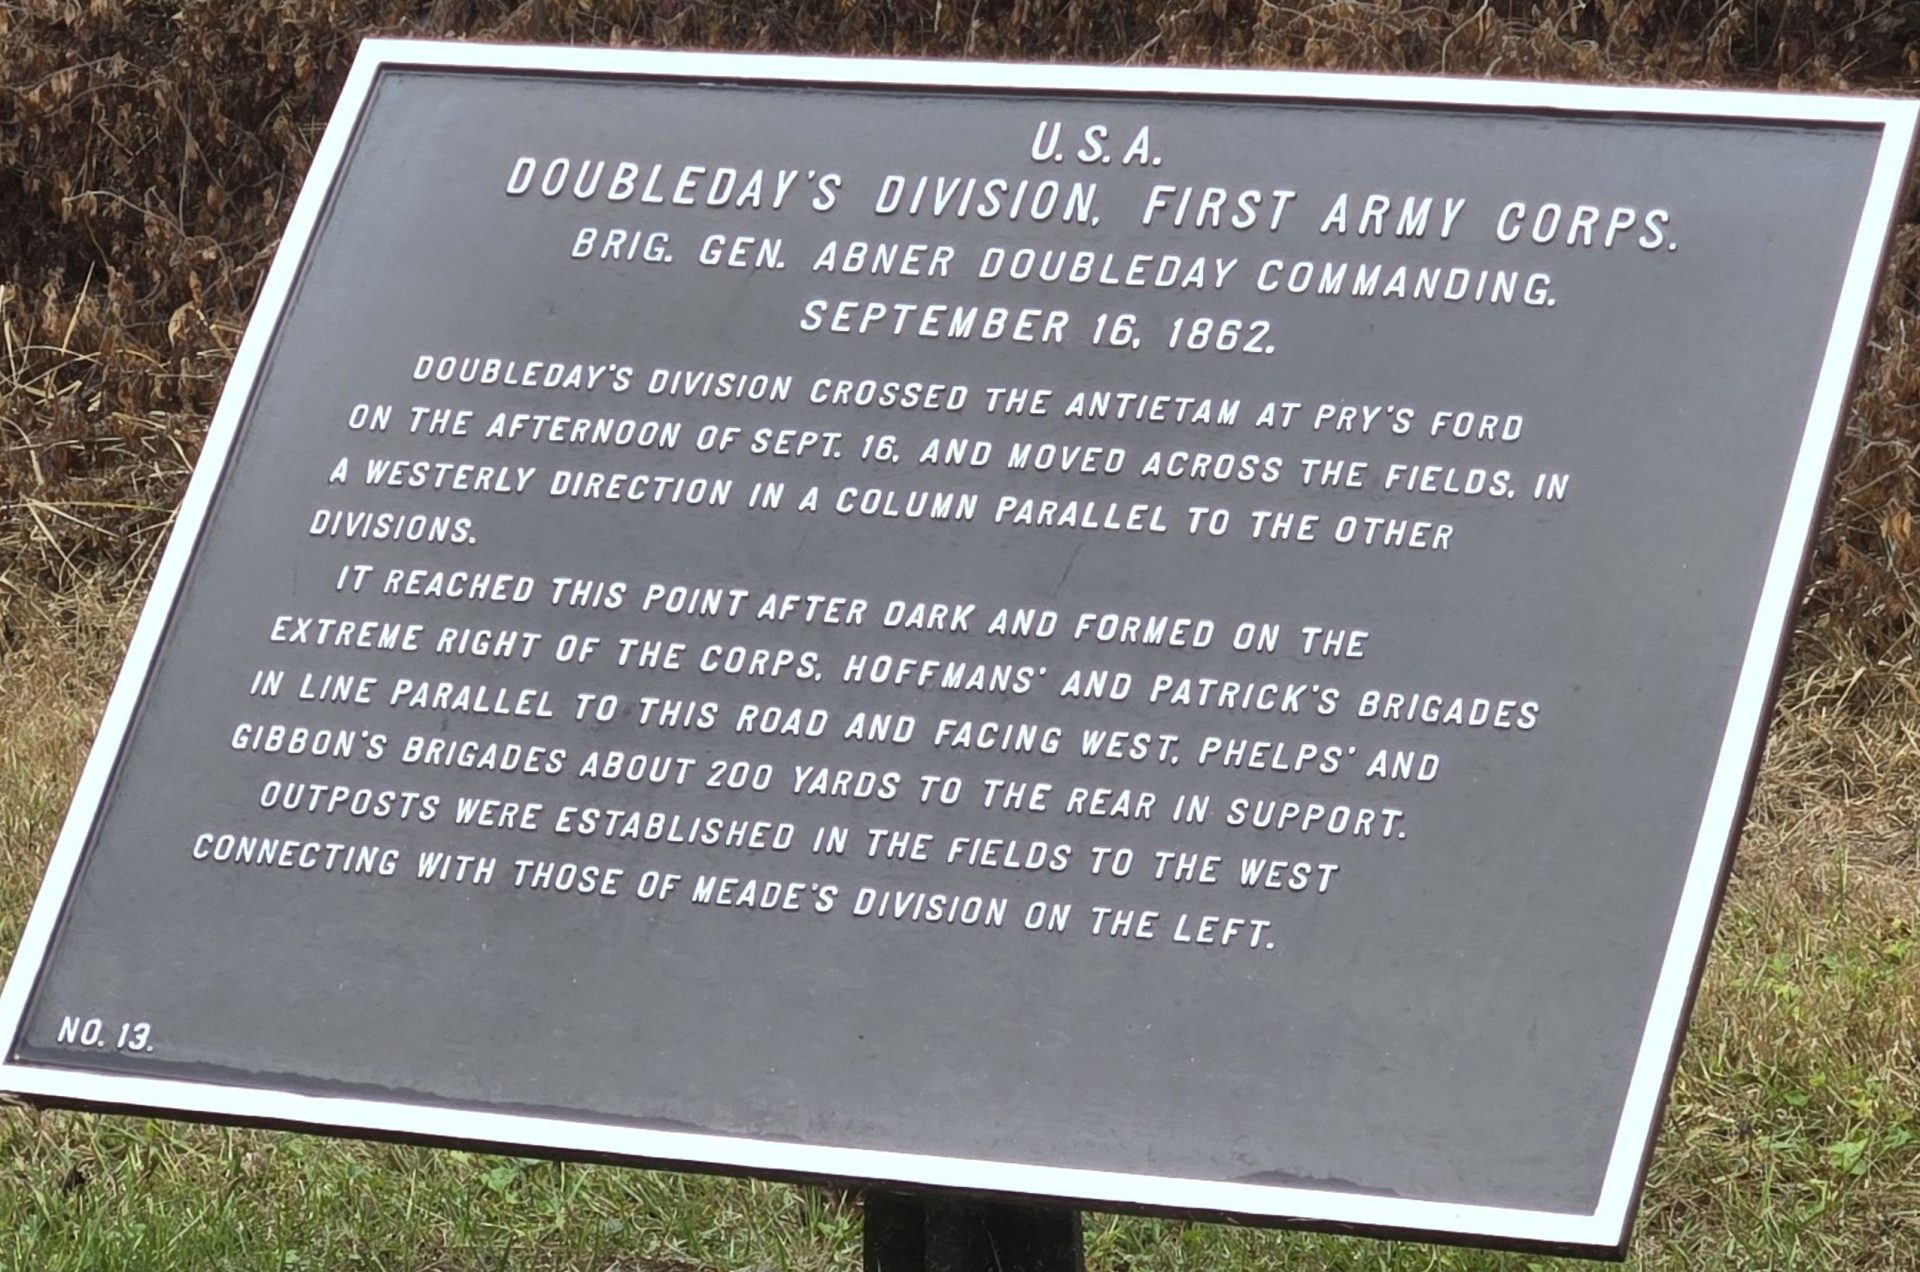 U. S. A.
DOUBLEDAY'S DIVISION, FIRST ARMY CORPS.
BRIG. GEN. ABNER DOUBLEDAY COMMANDING.
SEPTEMBER 16, 1862.
DOUBLEDAY'S DIVISION CROSSED THE ANTIETAM AT PRY'S FORD
ON THE AFTERNOON OF SEPT. 16, AND MOVED ACROSS THE FIELDS, IN
A WESTERLY DIRECTION IN A COLUMN PARALLEL TO THE OTHER
DIVISIONS.
IT REACHED THIS POINT AFTER DARK AND FORMED ON THE
EXTREME RIGHT OF THE CORPS, HOFFMANS' AND PATRICK'S BRIGADES
IN LINE PARALLEL TO THIS ROAD AND FACING WEST, PHELPS' AND
GIBBON'S BRIGADES ABOUT 200 YARDS TO THE REAR IN SUPPORT.
OUTPOSTS WERE ESTABLISHED IN THE FIELDS TO THE WEST
CONNECTING WITH THOSE OF MEADE'S DIVISION ON THE LEFT.
NO. 13.